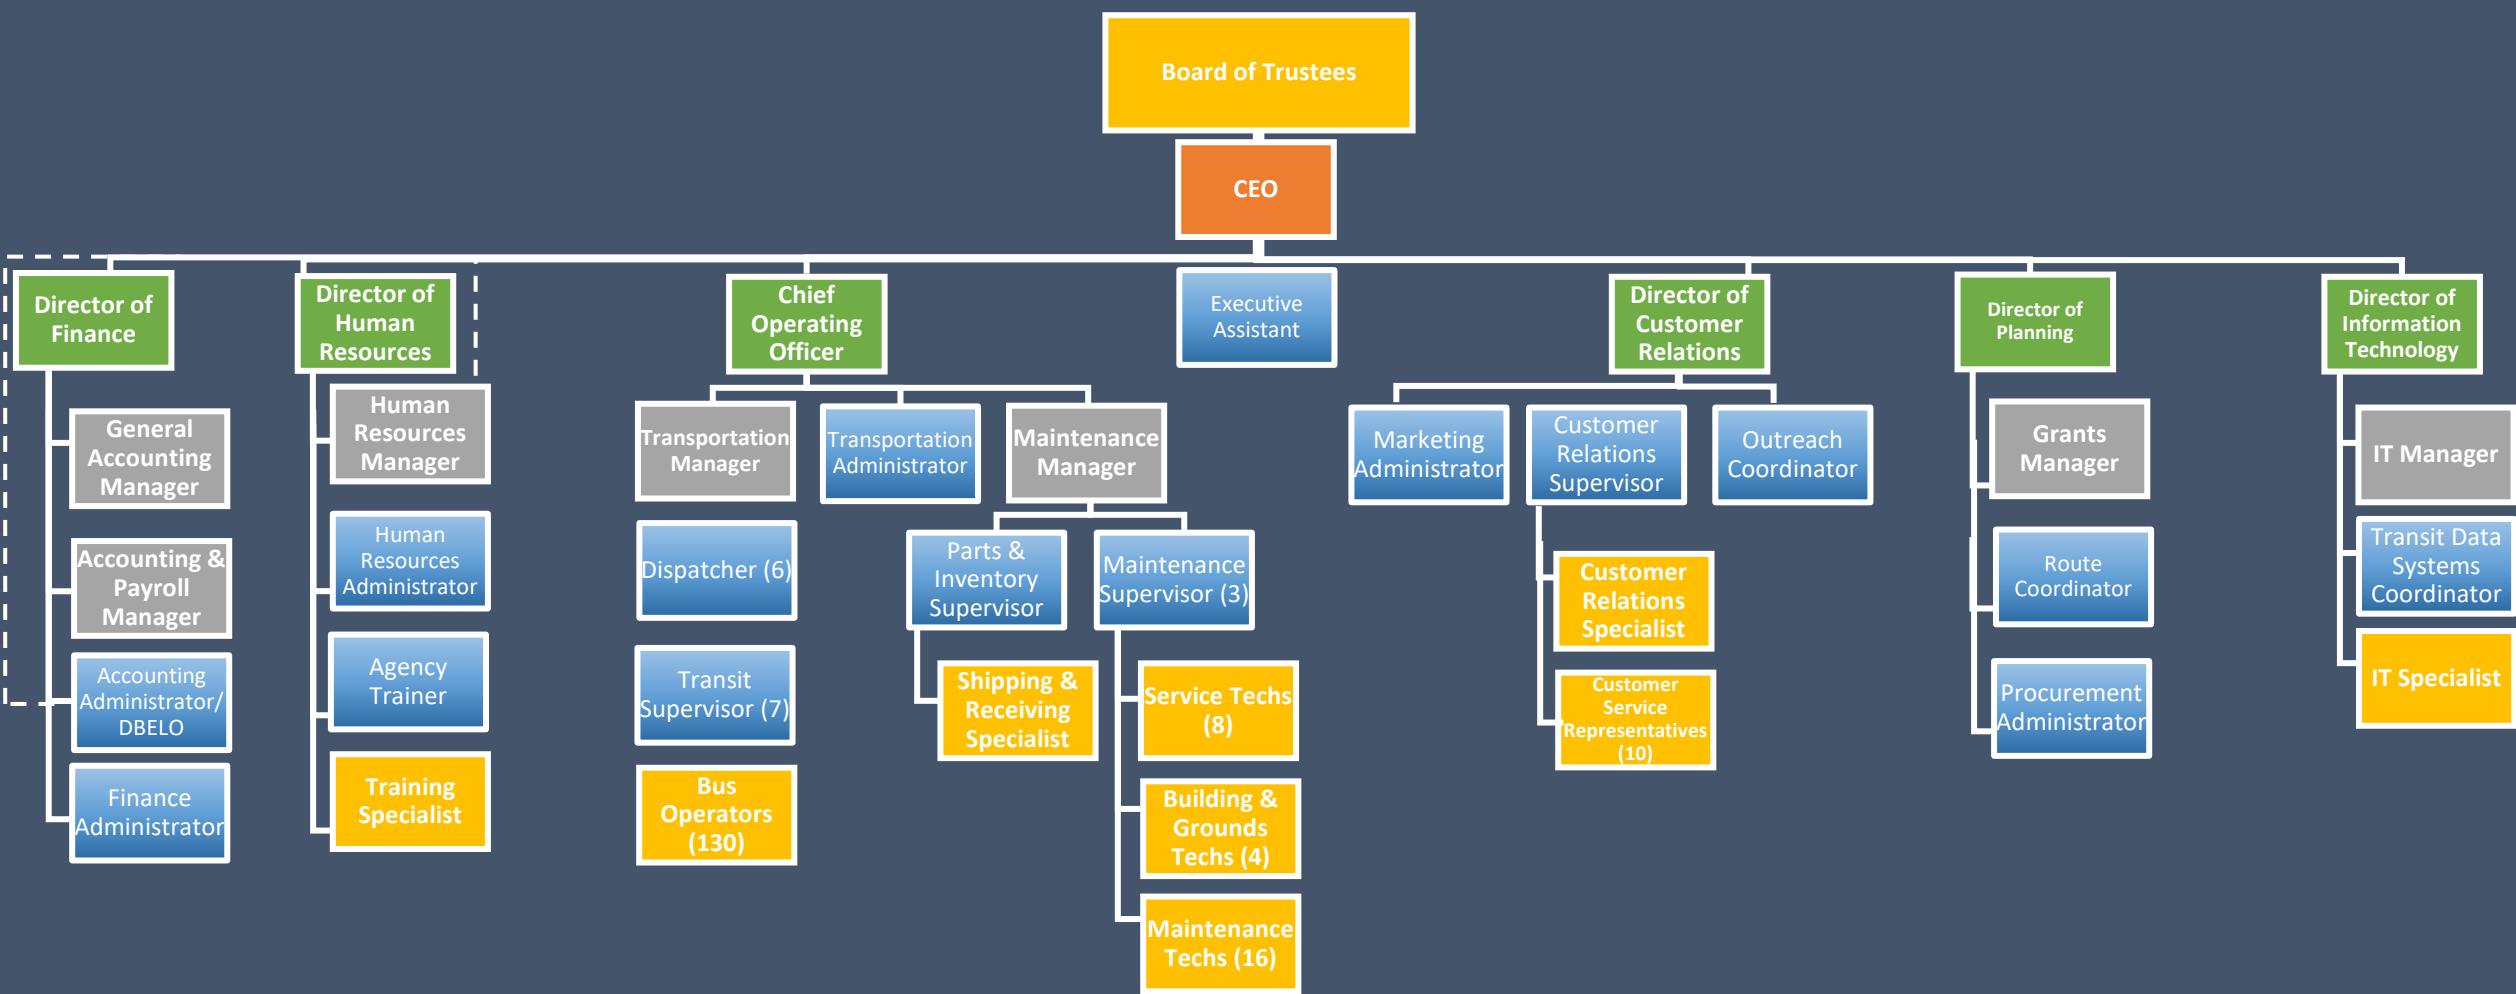 Board of Trustees
CEO
Executive
Assistant
Director of
Finance
General
Accounting
Manager
Accounting &
Payroll
Manager
Accounting
Administrator/
DBELO
Finance
Administrator
Director of
Human
Resources
Human
Resources
Manager
Human
Resources
Administrator
Agency
Trainer
Training
Specialist
Chief
Operating
Officer
Transportation
Manager
Dispatcher (6)
Transit
Supervisor (7)
Bus
Operators
(130)
Transportation
Administrator
Maintenance
Manager
Parts &
Inventory
Supervisor
Shipping &
Receiving
Specialist
Maintenance
Supervisor (3)
Service Techs
(8)
Building &
Grounds
Techs (4)
Maintenance
Techs (16)
Director of
Customer
Relations
Marketing
Administrator
Customer
Relations
Supervisor
Customer
Relations
Specialist
Customer
Service
Representatives
(10)
Outreach
Coordinator
Director of
Planning
Grants
Manager
Route
Coordinator
Procurement
Administrator
Director of
Information
Technology
IT Manager
Transit Data
Systems
Coordinator
IT Specialist